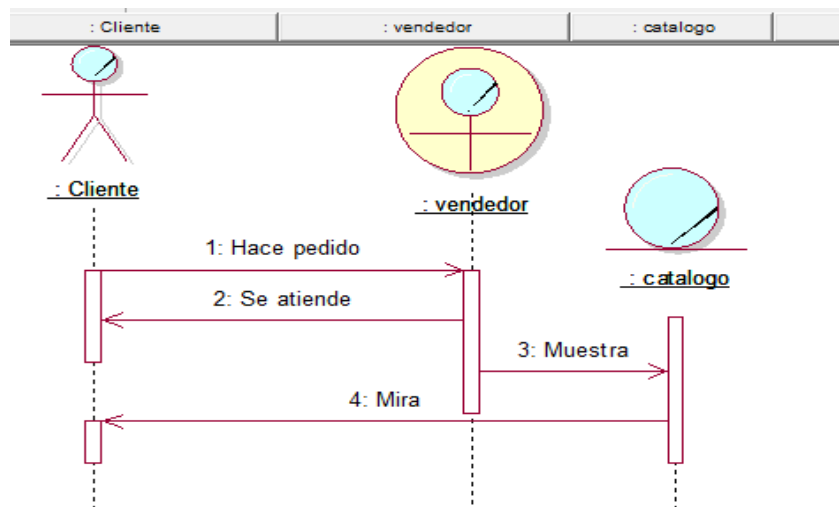 : Cliente
: vendedor
: catalogo
: Cliente
: vendedor
: catalogo
1: Hace pedido
2: Se atiende
3: Muestra
4: Mira